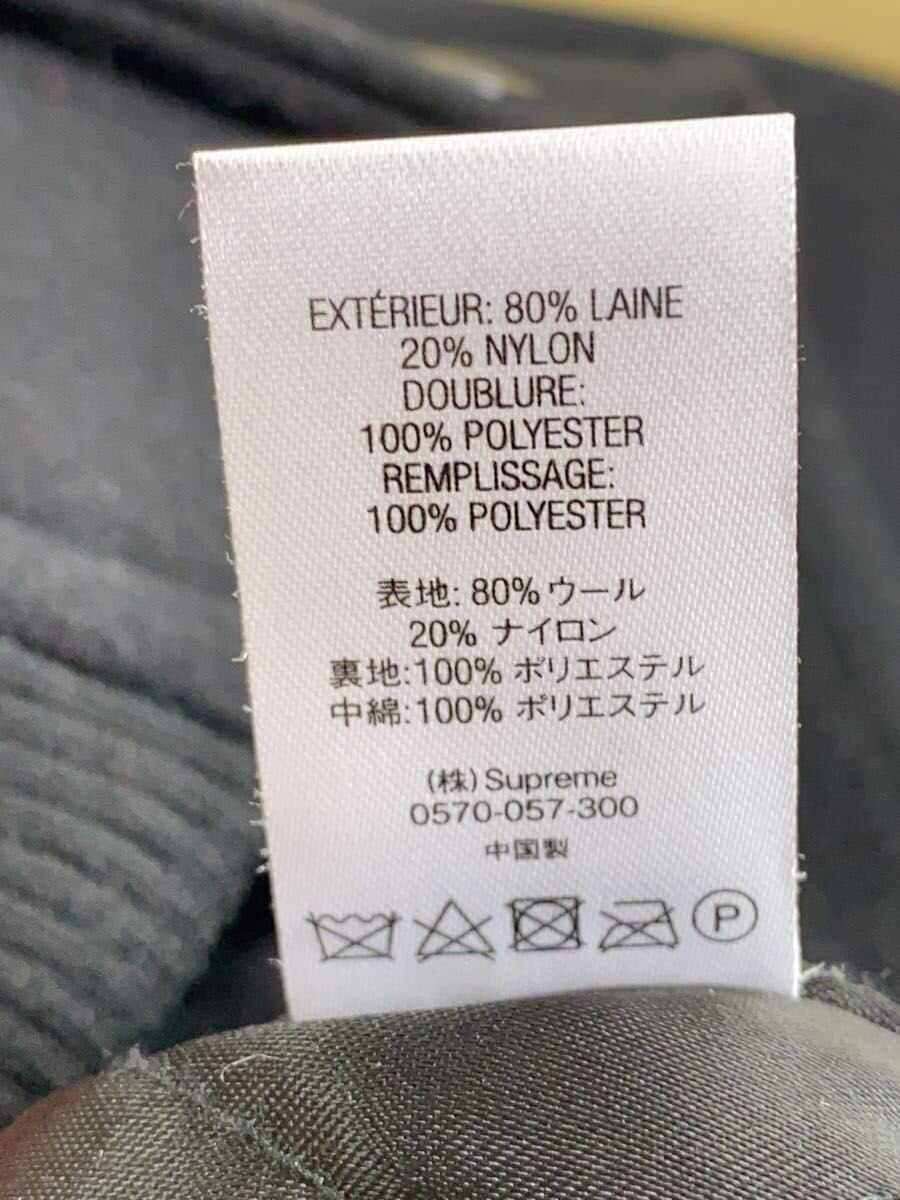 EXTÉRIEUR: 80% LAINE
20% NYLON
DOUBLURE:
100% POLYESTER
REMPLISSAGE:
100% POLYESTER
表地: 80% ウール
20% ナイロン
裏地:100% ポリエステル
中綿:100% ポリエステル
(株) Supreme
0570-057-300
中国製
P